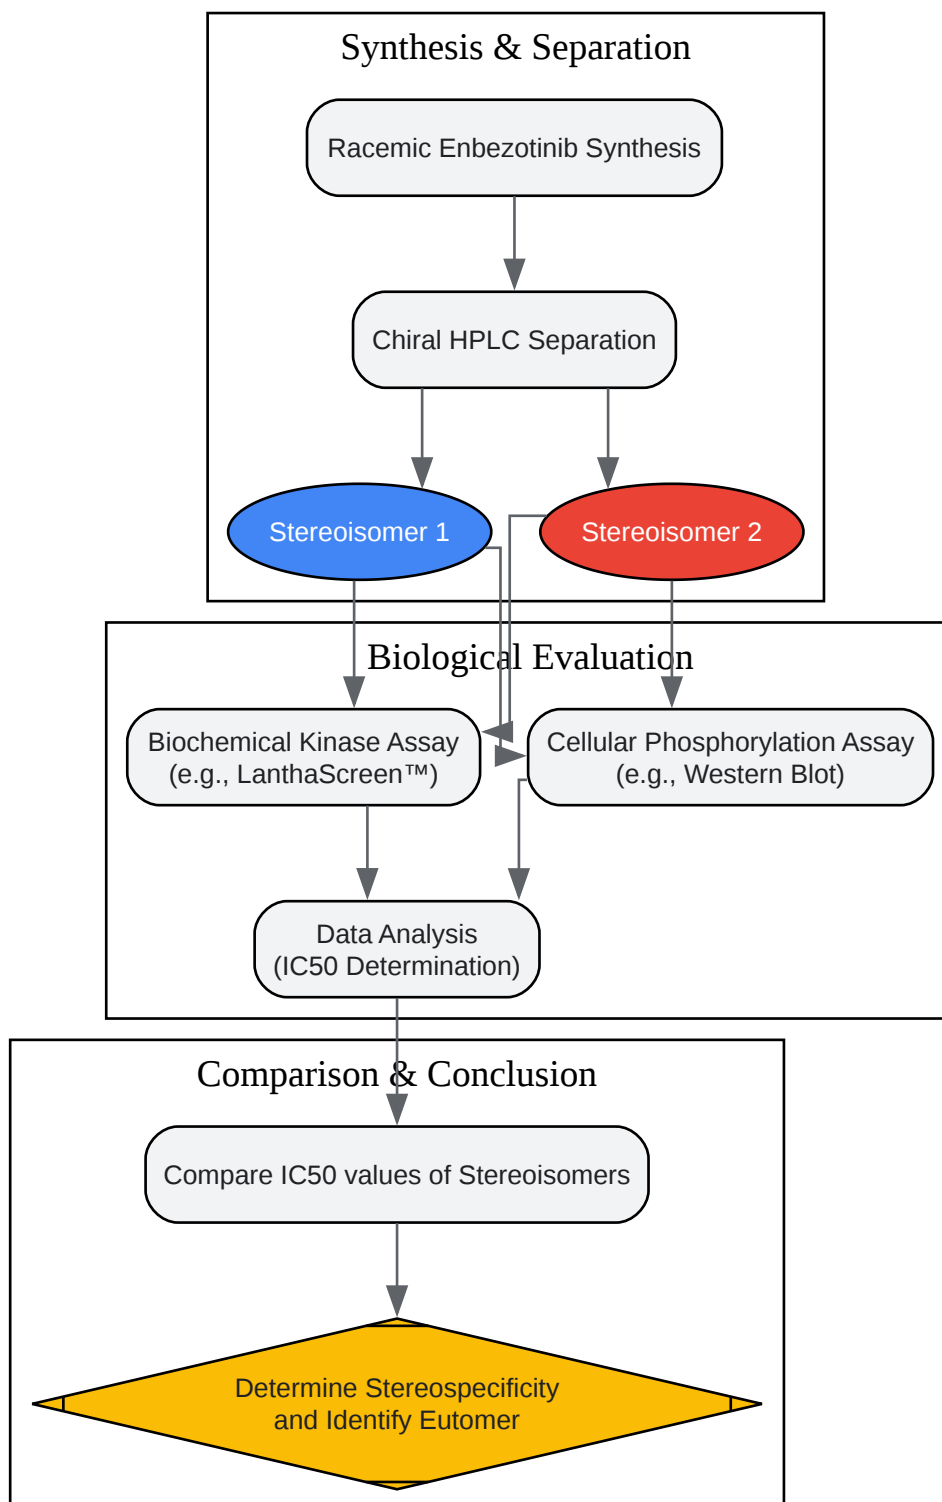 Synthesis & Separation
Racemic Enbezotinib Synthesis
Chiral HPLC Separation
Stereoisomer 1
Stereoisomer 2
Biological Evaluation
Biochemical Kinase Assay
(e.g., LanthaScreen™)
Cellular Phosphorylation Assay
(e.g., Western Blot)
Data Analysis
(IC50 Determination)
Comparison & Conclusion
Compare IC50 values of Stereoisomers
Determine Stereospecificity
and Identify Eutomer